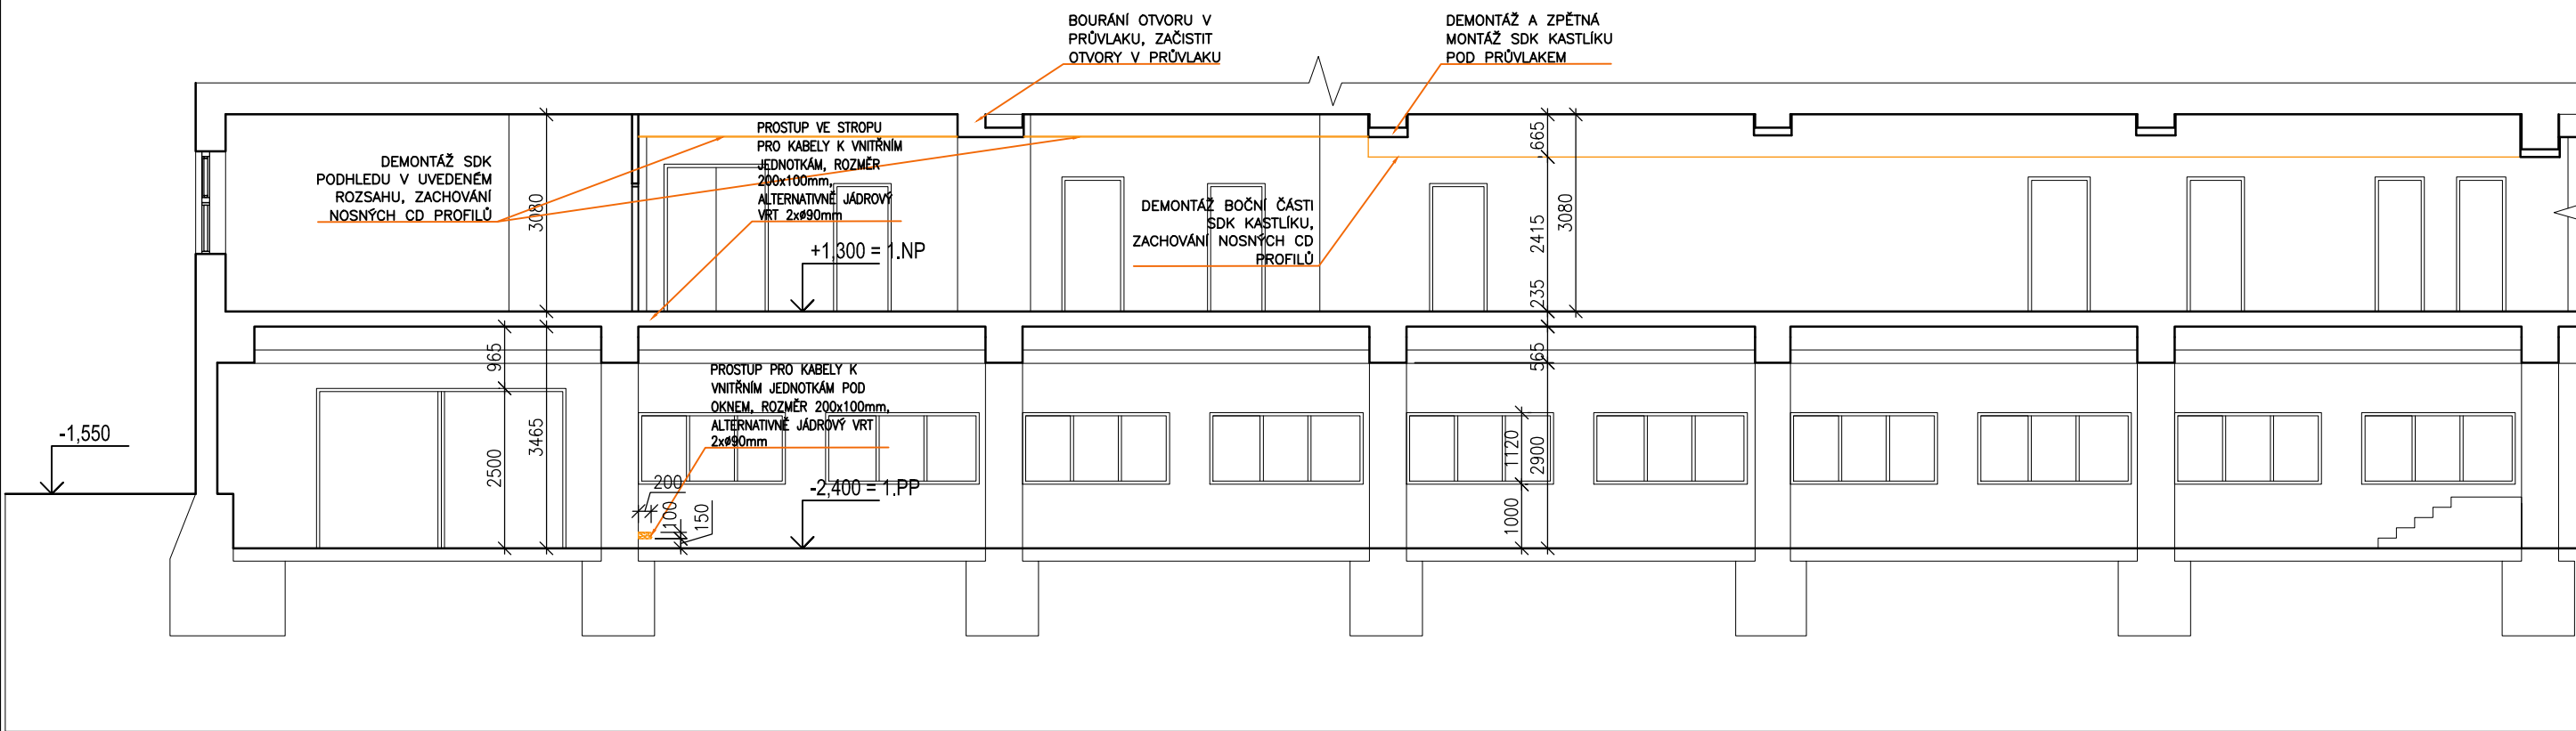 BOURÁNÍ OTVORU V
PRŮVLAKU, ZAČISTIT
OTVORY V PRŮVLAKU
DEMONTÁŽ A ZPĚTNÁ
MONTÁŽ SDK KASTLÍKU
POD PRŮVLAKEM
DEMONTÁŽ SDK
PODHLEDU V UVEDENÉM
ROZSAHU, ZACHOVÁNÍ
NOSNÝCH CD PROFILŮ
3080
PROSTUP VE STROPU
PRO KABELY K VNITŘNÍM
JEDNOTKÁM, ROZMĚR
200x100mm,
ALTERNATIVNĚ JÁDROVÝ
VRT 2xø90mm
+1,300 = 1.NP
DEMONTÁŽ BOČNÍ ČÁSTI
SDK KASTLÍKU,
ZACHOVÁNÍ NOSNÝCH CD
PROFILŮ
665
2415
3080
235
565
965
2500
3465
PROSTUP PRO KABELY K
VNITŘNÍM JEDNOTKÁM POD
OKNEM, ROZMĚR 200x100mm,
ALTERNATIVNĚ JÁDROVÝ VRT
2xø90mm
-1,550
200
100
150
-2,400 = 1.PP
1120
2900
1000